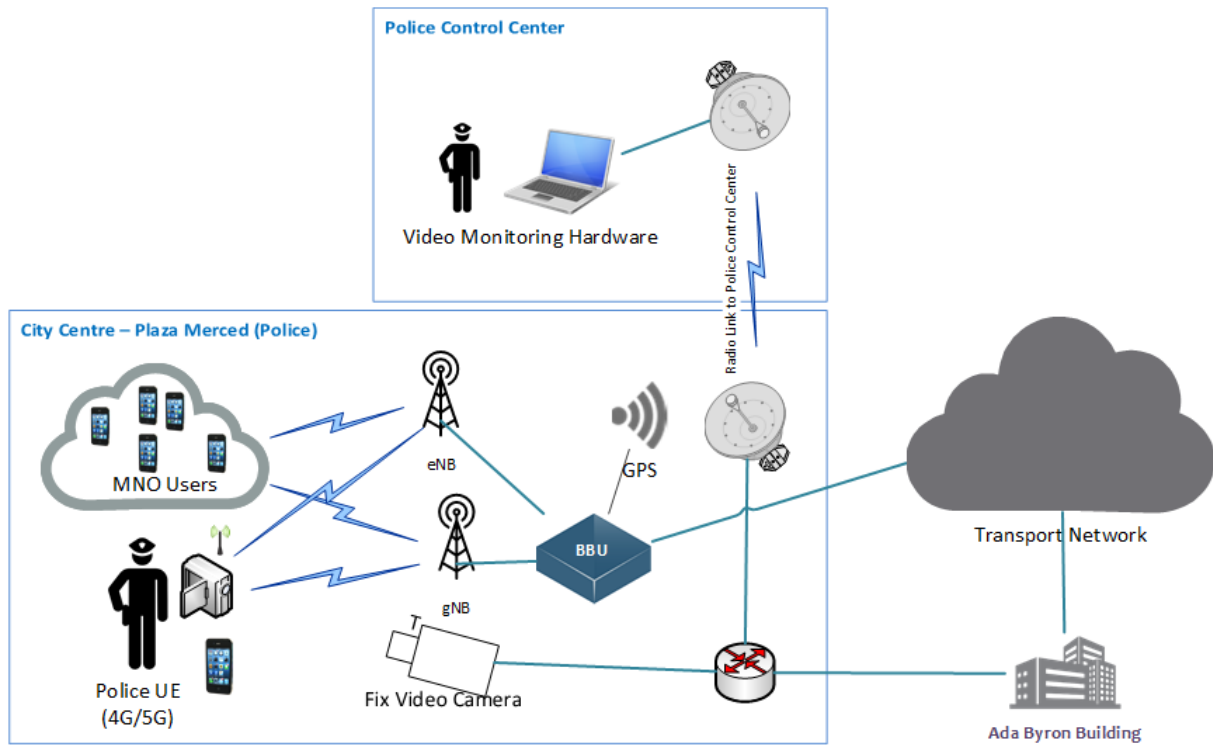 Police Control Center
Video Monitoring Hardware
Radio Link to Police Control Center
City Centre – Plaza Merced (Police)
MNO Users
eNB
GPS
BBU
gNB
Transport Network
Police UE
(4G/5G)
Fix Video Camera
Ada Byron Building